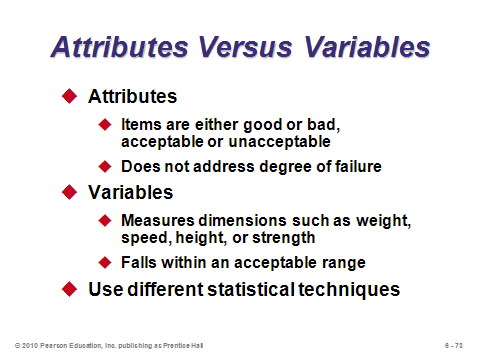 Attributes Versus Variables
Attributes
Items are either good or bad,
acceptable or unacceptable
Does not address degree of failure
Variables
Measures dimensions such as weight,
speed, height, or strength
Falls within an acceptable range
Use different statistical techniques
© 2010 Pearson Education, Inc. publishing as Prentice Hall
6 - 73